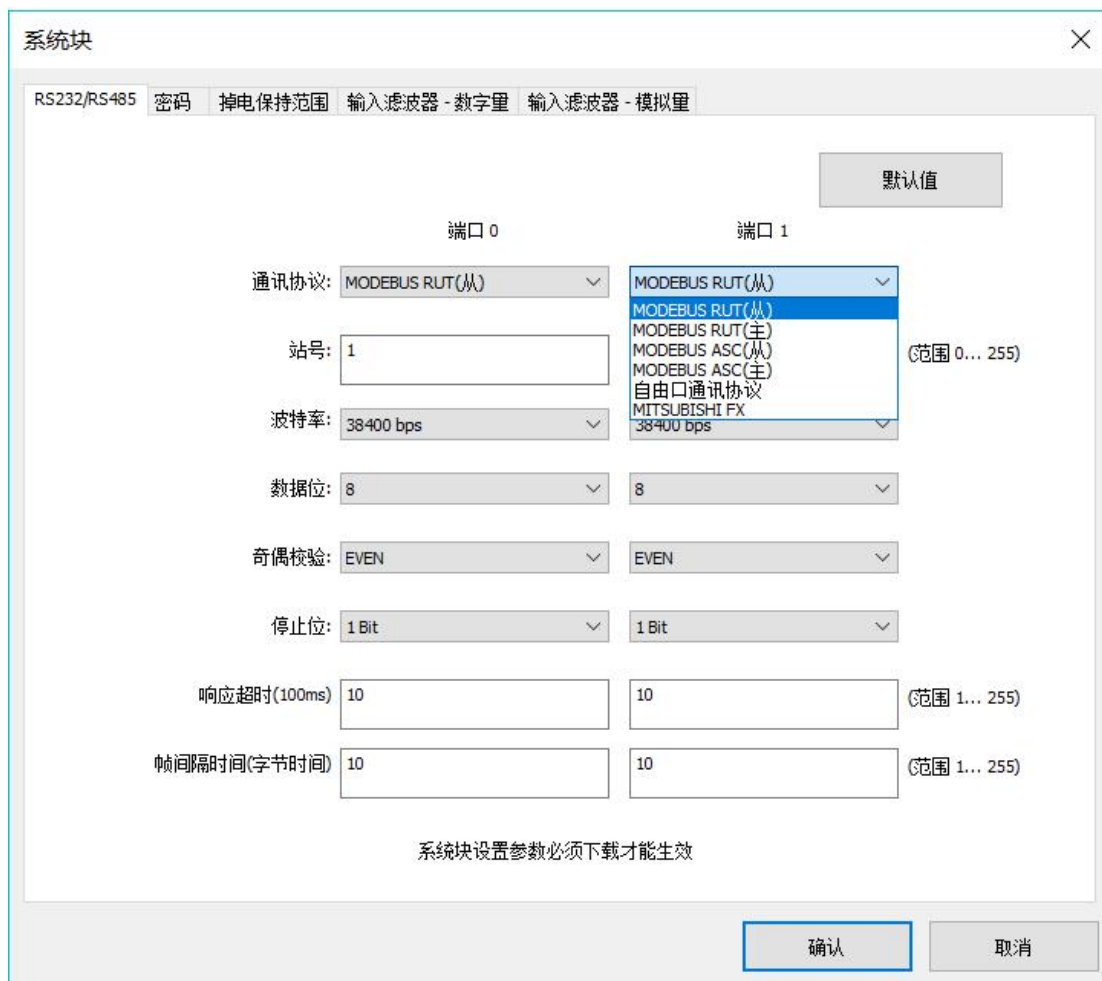 系统块
RS232/RS485 密码 掉电保持范围 输入滤波器 - 数字量 输入滤波器 - 模拟量
默认值
端口 0 端口 1
通讯协议: MODEBUS RUT(从) MODEBUS RUT(从)
MODEBUS RUT(从)
MODEBUS RUT(主)
站号: 1 MODEBUS ASC(从) (范围 0... 255)
MODEBUS ASC(主)
自由口通讯协议
MITSUBISHI FX
波特率: 38400 bps 38400 bps
数据位: 8 8
奇偶校验: EVEN EVEN
停止位: 1 Bit 1 Bit
响应超时(100ms) 10 10 (范围 1... 255)
帧间隔时间(字节时间) 10 10 (范围 1... 255)
系统块设置参数必须下载才能生效
确认 取消